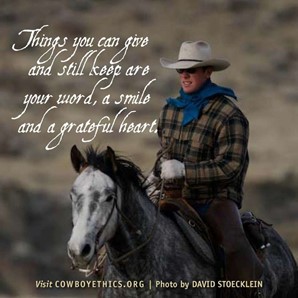 Things you can give
and still keep are
your word, a smile
and a grateful heart.
Visit COWBOYETHICS.ORG | Photo by DAVID STOECKLEIN